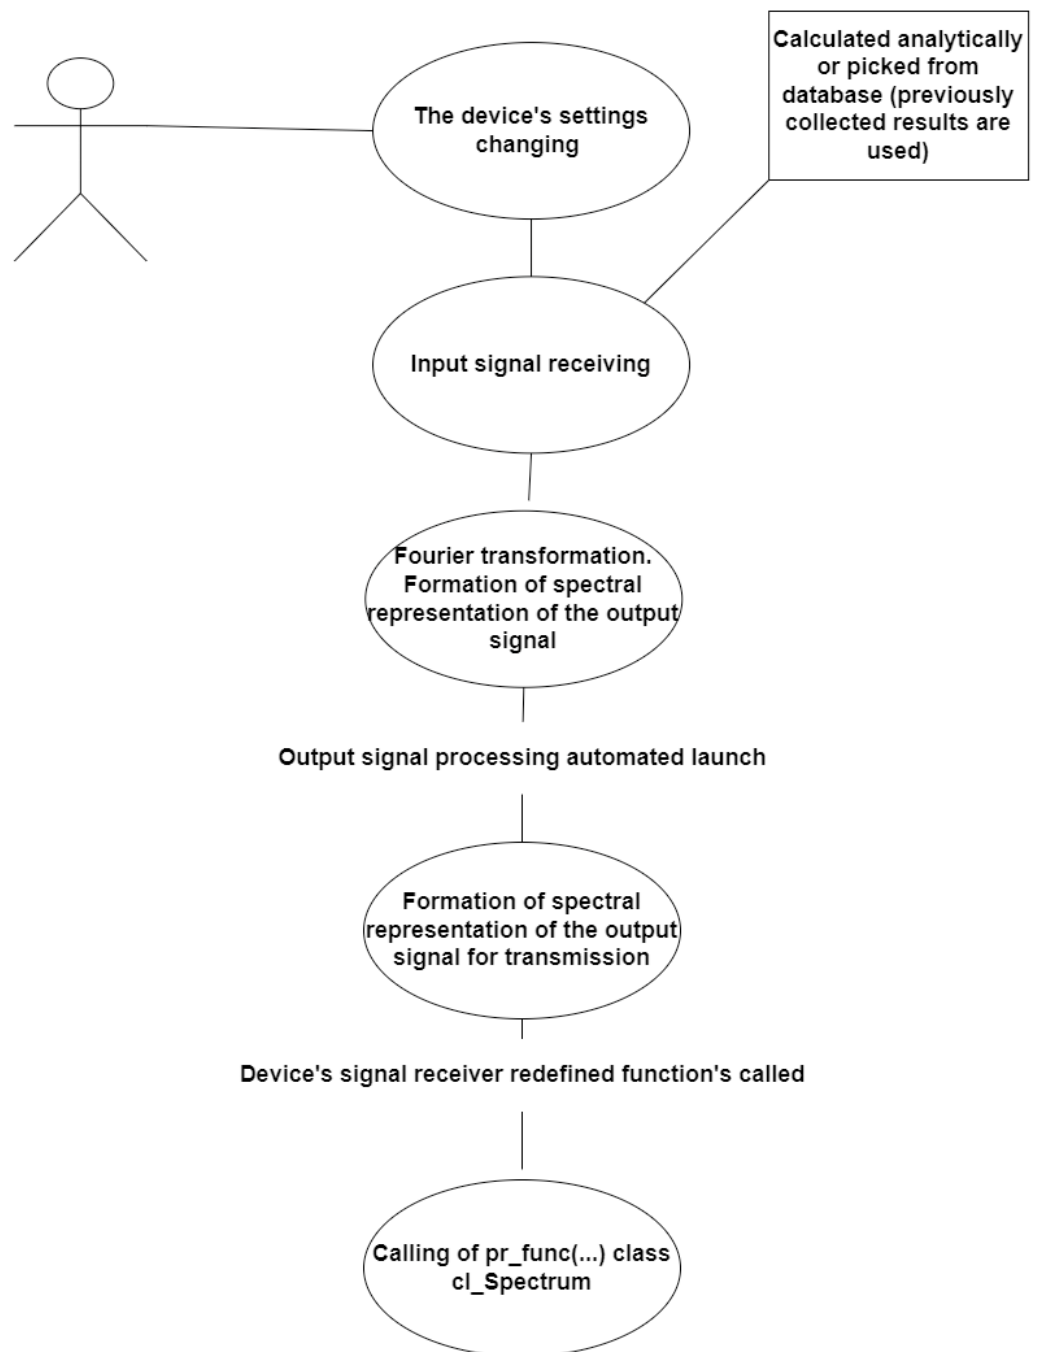 Calculated analytically
or picked from
database (previously
collected results are
used)
The device's settings
changing
Input signal receiving
Fourier transformation.
Formation of spectral
representation of the output
signal
Output signal processing automated launch
Formation of spectral
representation of the output
signal for transmission
Device's signal receiver redefined function's called
Calling of pr_func(...) class
cl_Spectrum